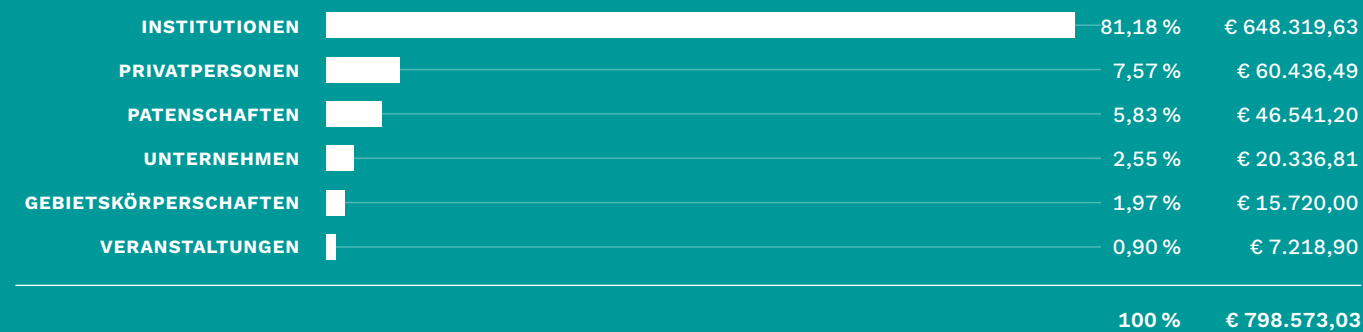 INSTITUTIONEN 81,18 % € 648.319,63
PRIVATPERSONEN 7,57 % € 60.436,49
PATENSCHAFTEN 5,83 % € 46.541,20
UNTERNEHMEN 2,55 % € 20.336,81
GEBIETSKÖRPERSCHAFTEN 1,97 % € 15.720,00
VERANSTALTUNGEN 0,90 % € 7.218,90
100 % € 798.573,03